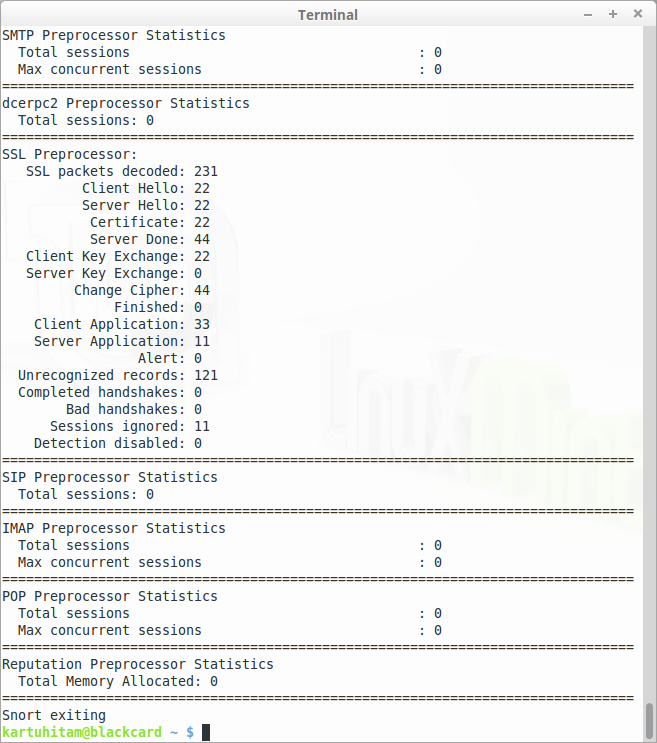 Terminal
SMTP Preprocessor Statistics
  Total sessions                                    : 0
  Max concurrent sessions                           : 0
===============================================================================
dcerpc2 Preprocessor Statistics
  Total sessions: 0
===============================================================================
SSL Preprocessor:
   SSL packets decoded: 231
          Client Hello: 22
          Server Hello: 22
           Certificate: 22
           Server Done: 44
   Client Key Exchange: 22
   Server Key Exchange: 0
         Change Cipher: 44
              Finished: 0
    Client Application: 33
    Server Application: 11
                 Alert: 0
  Unrecognized records: 121
  Completed handshakes: 0
        Bad handshakes: 0
      Sessions ignored: 11
    Detection disabled: 0
===============================================================================
SIP Preprocessor Statistics
  Total sessions: 0
===============================================================================
IMAP Preprocessor Statistics
  Total sessions                                    : 0
  Max concurrent sessions                           : 0
===============================================================================
POP Preprocessor Statistics
  Total sessions                                    : 0
  Max concurrent sessions                           : 0
===============================================================================
Reputation Preprocessor Statistics
  Total Memory Allocated: 0
===============================================================================
Snort exiting
kartuhitam@blackcard ~ $